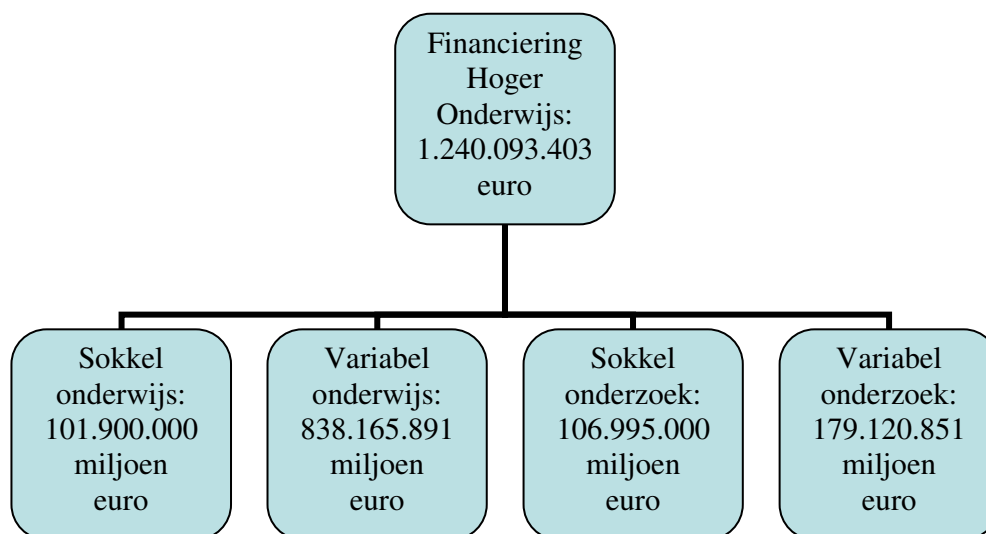 Financiering
Hoger
Onderwijs:
1.240.093.403
euro
Sokkel
onderwijs:
101.900.000
miljoen
euro
Variabel
onderwijs:
838.165.891
miljoen
euro
Sokkel
onderzoek:
106.995.000
miljoen
euro
Variabel
onderzoek:
179.120.851
miljoen
euro